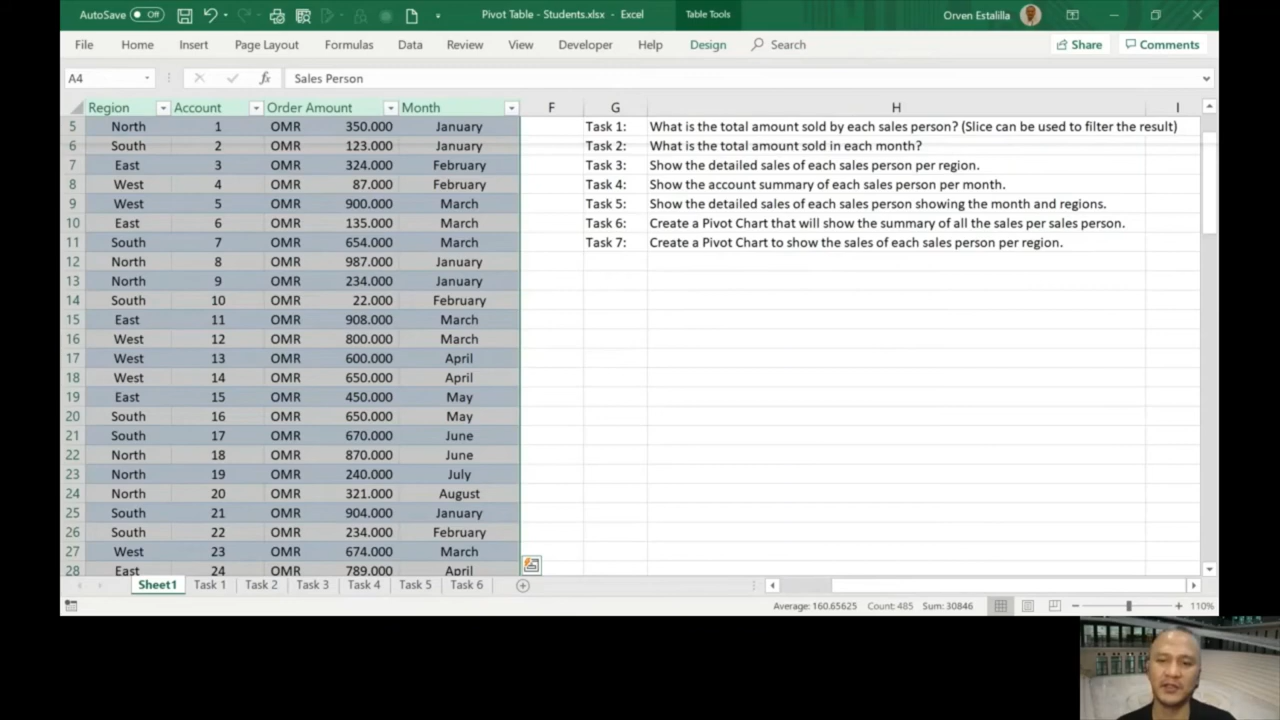 AutoSave Off Pivot Table - Students.xlsx - Excel Table Tools Orven Estalilla
File Home Insert Page Layout Formulas Data Review View Developer Help Design Search Share Comments
A4 fx Sales Person
Region Account Order Amount Month F G H I
5 North 1 OMR 350.000 January Task 1: What is the total amount sold by each sales person? (Slice can be used to filter the result)
6 South 2 OMR 123.000 January Task 2: What is the total amount sold in each month?
7 East 3 OMR 324.000 February Task 3: Show the detailed sales of each sales person per region.
8 West 4 OMR 87.000 February Task 4: Show the account summary of each sales person per month.
9 West 5 OMR 900.000 March Task 5: Show the detailed sales of each sales person showing the month and regions.
10 East 6 OMR 135.000 March Task 6: Create a Pivot Chart that will show the summary of all the sales per sales person.
11 South 7 OMR 654.000 March Task 7: Create a Pivot Chart to show the sales of each sales person per region.
12 North 8 OMR 987.000 January
13 North 9 OMR 234.000 January
14 South 10 OMR 22.000 February
15 East 11 OMR 908.000 March
16 West 12 OMR 800.000 March
17 West 13 OMR 600.000 April
18 West 14 OMR 650.000 April
19 East 15 OMR 450.000 May
20 South 16 OMR 650.000 May
21 South 17 OMR 670.000 June
22 North 18 OMR 870.000 June
23 North 19 OMR 240.000 July
24 North 20 OMR 321.000 August
25 South 21 OMR 904.000 January
26 South 22 OMR 234.000 February
27 West 23 OMR 674.000 March
28 East 24 OMR 789.000 April
Sheet1 Task 1 Task 2 Task 3 Task 4 Task 5 Task 6
Average: 160.65625 Count: 485 Sum: 30846 110%